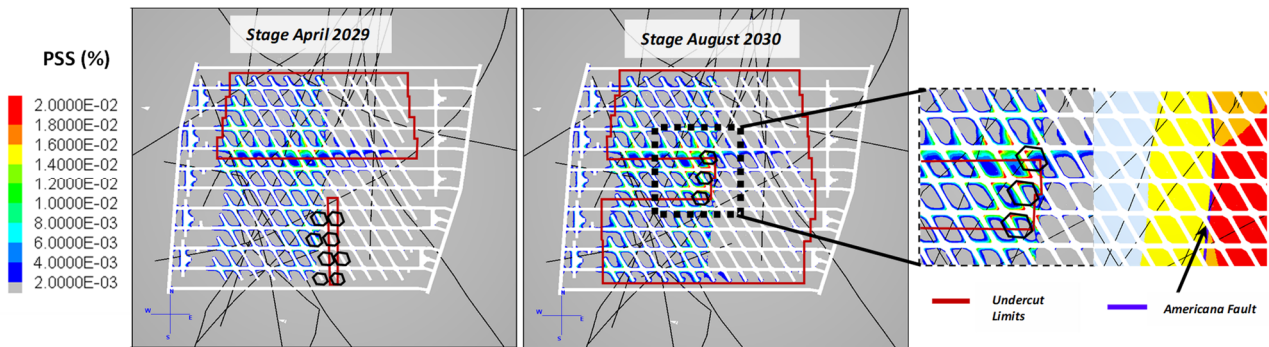 PSS (%)
2.0000E-02
1.8000E-02
1.6000E-02
1.4000E-02
1.2000E-02
1.0000E-02
8.0000E-03
6.0000E-03
4.0000E-03
2.0000E-03
Stage April 2029
N
W
E
S
Stage August 2030
N
W
E
S
Undercut
Limits
Americana Fault